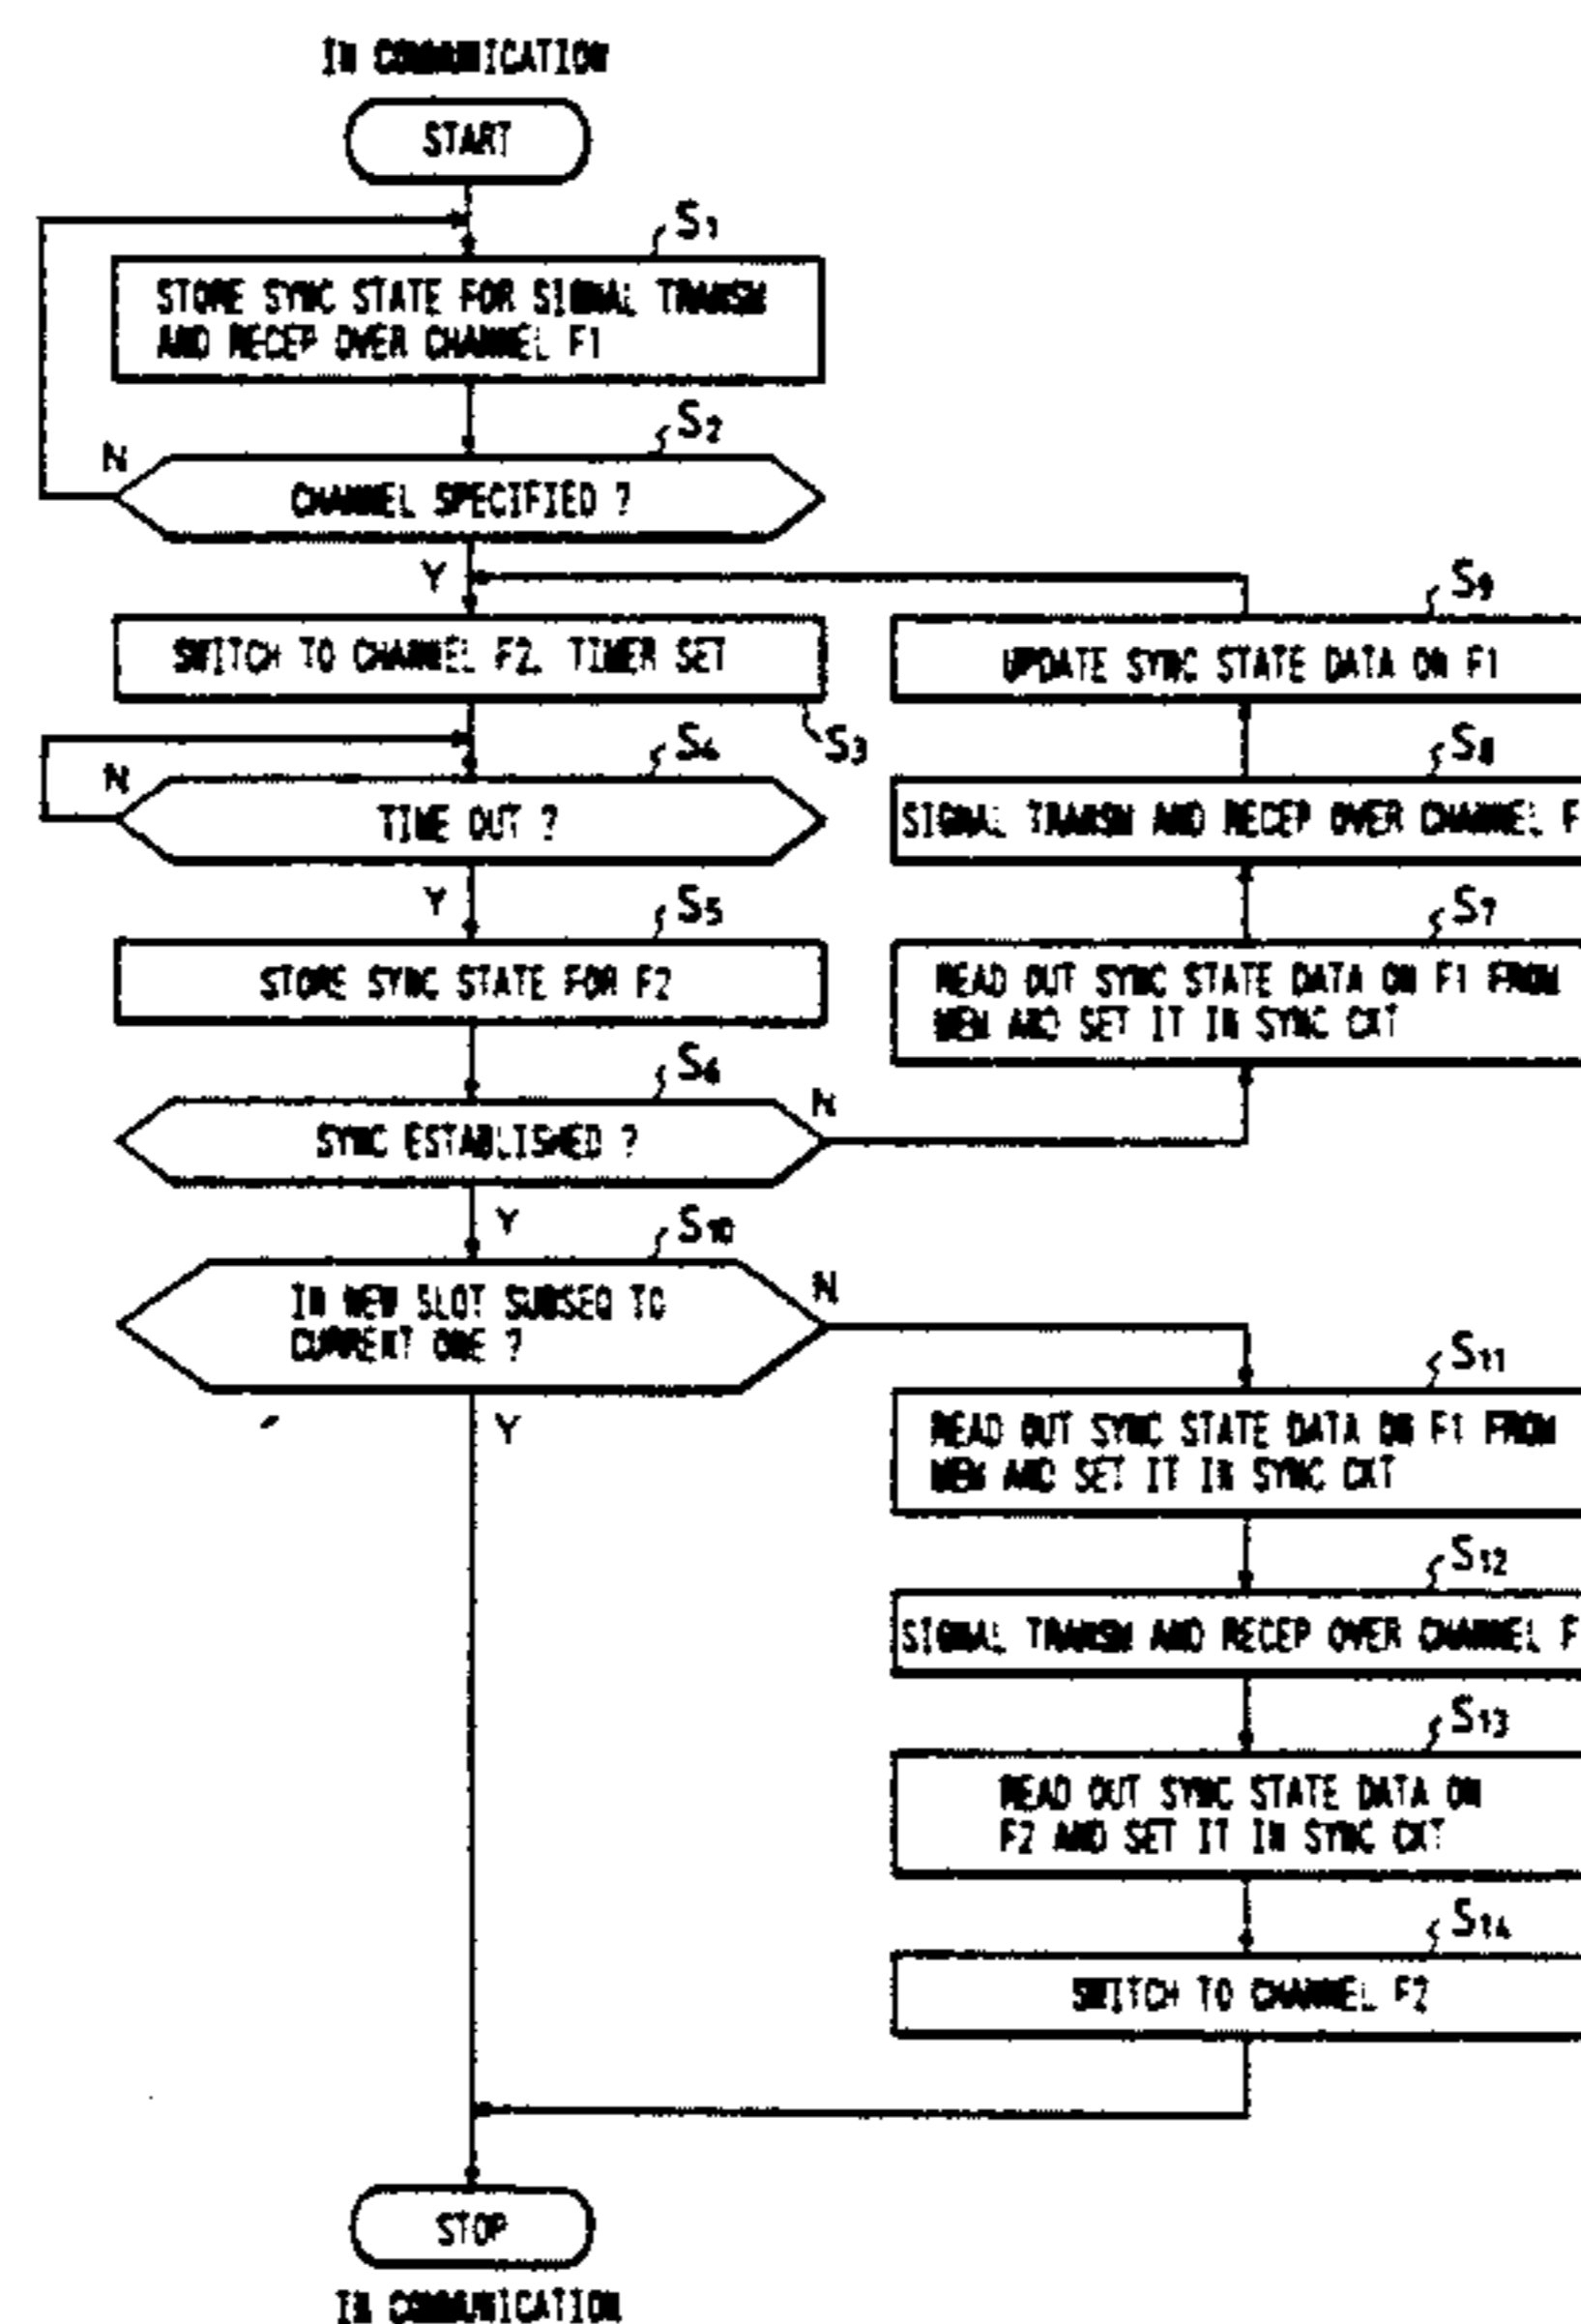 IN COMMUNICATION
START
S1
STORE SYNC STATE FOR SIGNAL TRANSM
AND RECEP OVER CHANNEL F1
S2
N
CHANNEL SPECIFIED ?
Y
SWITCH TO CHANNEL F2. TIMER SET
S3
S4
N
TIME OUT ?
Y
S5
STORE SYNC STATE FOR F2
S6
SYNC ESTABLISHED ?
N
Y
S7
READ OUT SYNC STATE DATA ON F1 FROM
MEM AND SET IT IN SYNC CKT
S8
SIGNAL TRANSM AND RECEP OVER CHANNEL F
S9
UPDATE SYNC STATE DATA ON F1
S10
IN NEW SLOT SUBSEQ TO
CURRENT ONE ?
N
Y
S11
READ OUT SYNC STATE DATA ON F1 FROM
MEM AND SET IT IN SYNC CKT
S12
SIGNAL TRANSM AND RECEP OVER CHANNEL F
S13
READ OUT SYNC STATE DATA ON
F2 AND SET IT IN SYNC CKT
S14
SWITCH TO CHANNEL F2
STOP
IN COMMUNICATION